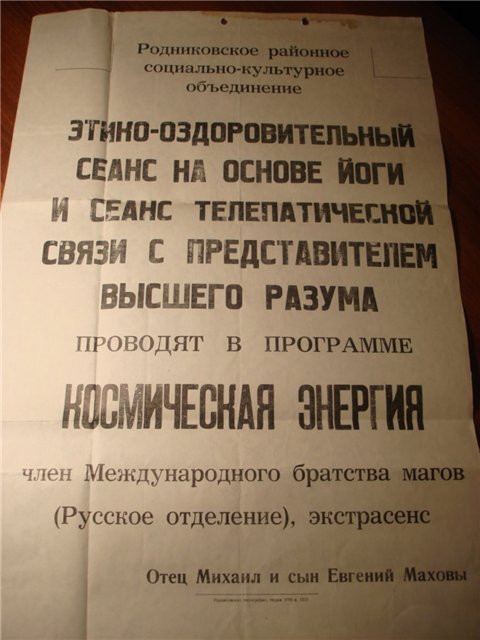 Родниковское районное
социально-культурное
объединение
ЭТИКО-ОЗДОРОВИТЕЛЬНЫЙ
СЕАНС НА ОСНОВЕ ЙОГИ
И СЕАНС ТЕЛЕПАТИЧЕСКОЙ
СВЯЗИ С ПРЕДСТАВИТЕЛЕМ
ВЫСШЕГО РАЗУМА
ПРОВОДЯТ В ПРОГРАММЕ
КОСМИЧЕСКАЯ ЭНЕРГИЯ
член Международного братства магов
(Русское отделение), экстрасенс
Отец Михаил и сын Евгений Маховы